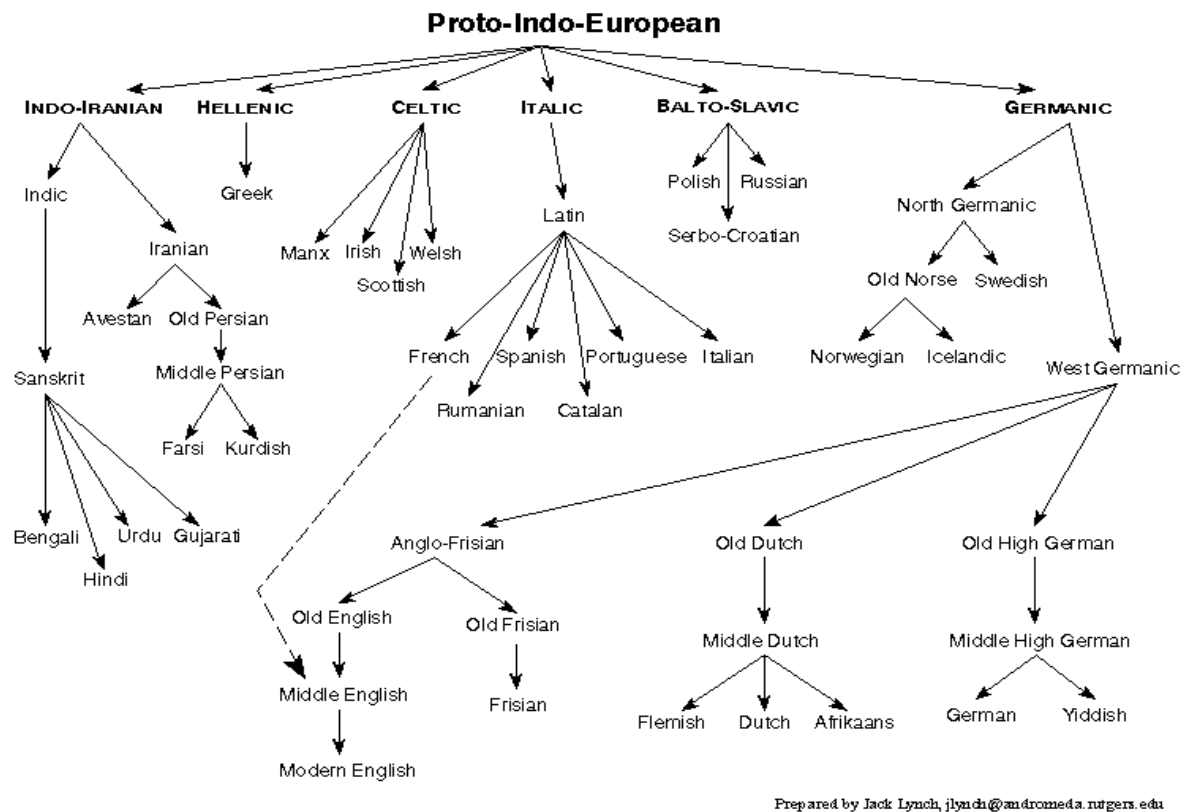 Proto-Indo-European
INDO-IRANIAN HELLENIC CELTIC ITALIC BALTO-SLAVIC GERMANIC
Indic Greek Polish Russian
North Germanic
Latin
Serbo-Croatian
Iranian Manx Irish Welsh
Scottish
Old Norse Swedish
Avestan Old Persian
French Spanish Portuguese Italian Norwegian Icelandic
West Germanic
Sanskrit Middle Persian
Rumanian Catalan
Farsi Kurdish
Bengali Urdu Gujarati
Anglo-Frisian Old Dutch Old High German
Hindi
Old English Old Frisian
Middle Dutch Middle High German
Middle English Frisian
Flemish Dutch Afrikaans German Yiddish
Modern English
Prepared by Jack Lynch, jlynch@andromeda.rutgers.edu